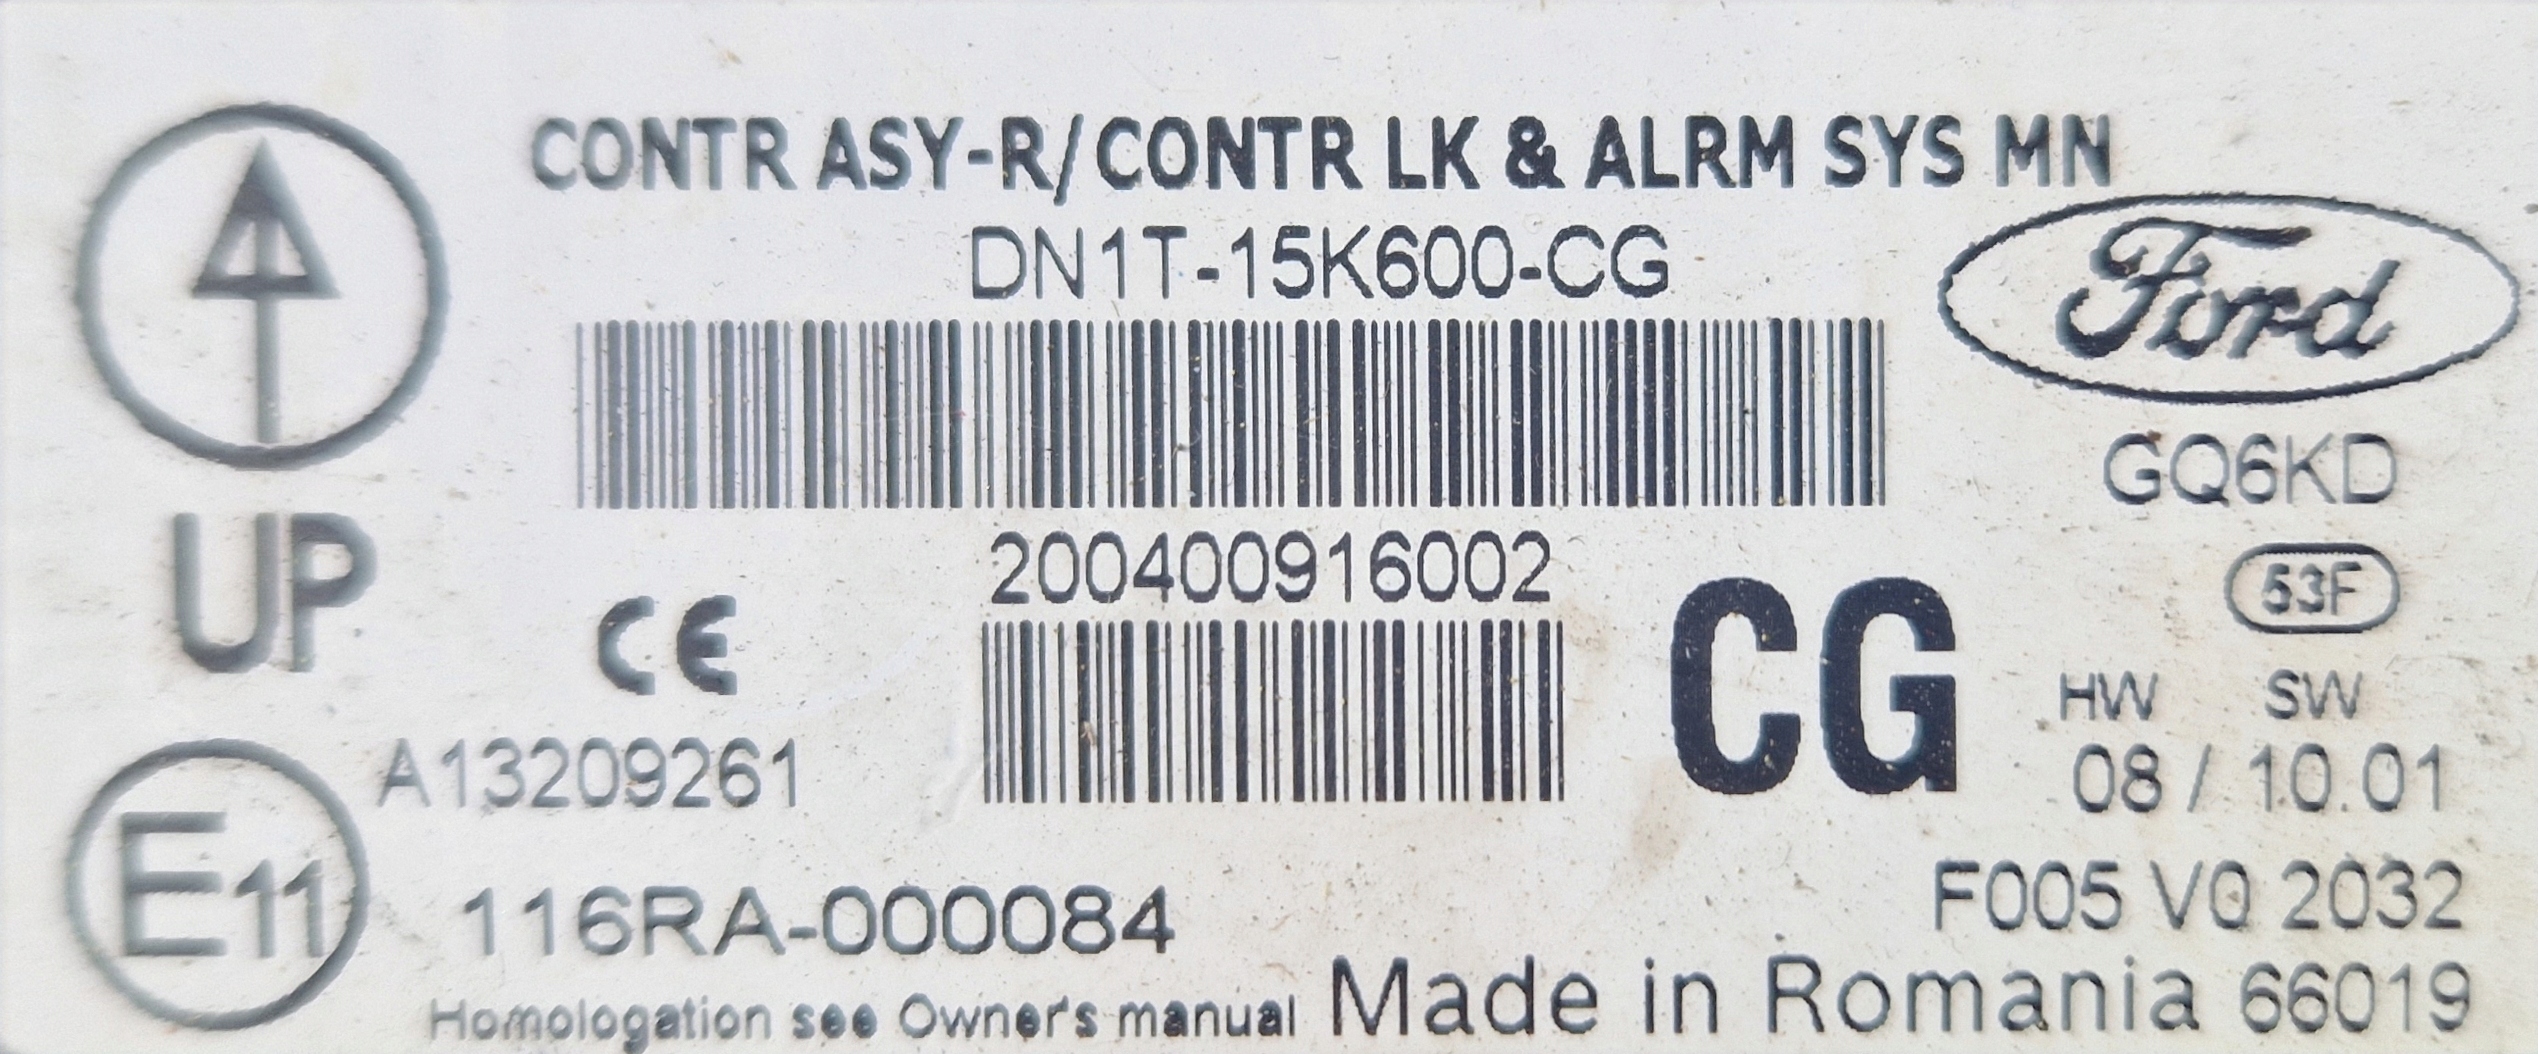 CONTR ASY-R/CONTR LK & ALRM SYS MN
DN1T-15K600-CG
Ford
GQ6KD
UP
200400916002
CE
CG
53F
HW SW
08 / 10.01
A13209261
E11
116RA-000084
F005 V0 2032
Homologation see Owner's manual
Made in Romania 66019